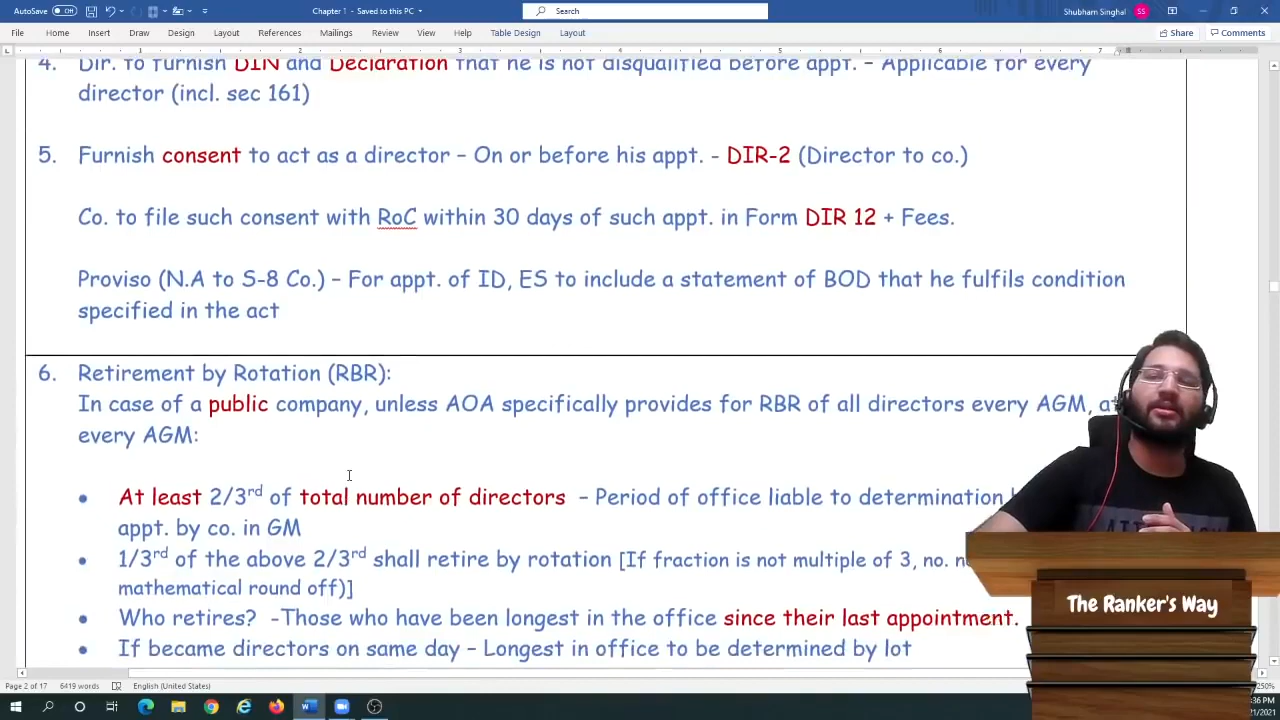 AutoSave Off Chapter 1 - Saved to this PC Search Shubham Singhal SS
File Home Insert Draw Design Layout References Mailings Review View Help Table Design Layout Share Comments
4. Dir. to furnish DIN and Declaration that he is not disqualified before appt. – Applicable for every
director (incl. sec 161)
5. Furnish consent to act as a director – On or before his appt. - DIR-2 (Director to co.)
Co. to file such consent with RoC within 30 days of such appt. in Form DIR 12 + Fees.
Proviso (N.A to S-8 Co.) – For appt. of ID, ES to include a statement of BOD that he fulfils condition
specified in the act
6. Retirement by Rotation (RBR):
In case of a public company, unless AOA specifically provides for RBR of all directors every AGM, at
every AGM:
• At least 2/3rd of total number of directors – Period of office liable to determination
appt. by co. in GM
• 1/3rd of the above 2/3rd shall retire by rotation [If fraction is not multiple of 3, no.
mathematical round off)]
• Who retires? -Those who have been longest in the office since their last appointment.
• If became directors on same day – Longest in office to be determined by lot
The Ranker's Way
Page 2 of 17 6419 words English (United States)